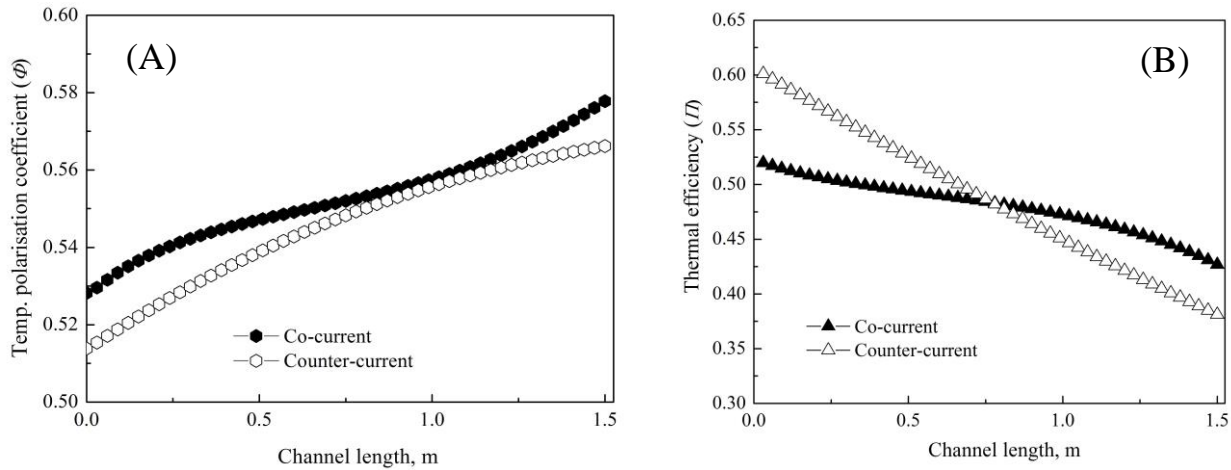 (A)
Temp. polarisation coefficient (Φ)
0.60
0.58
0.56
0.54
0.52
0.50
Co-current
Counter-current
0.0 0.5 1.0 1.5
Channel length, m
(B)
Thermal efficiency (Π)
0.60
0.55
0.50
0.45
0.40
0.35
0.30
Co-current
Counter-current
0.0 0.5 1.0 1.5
Channel length, m